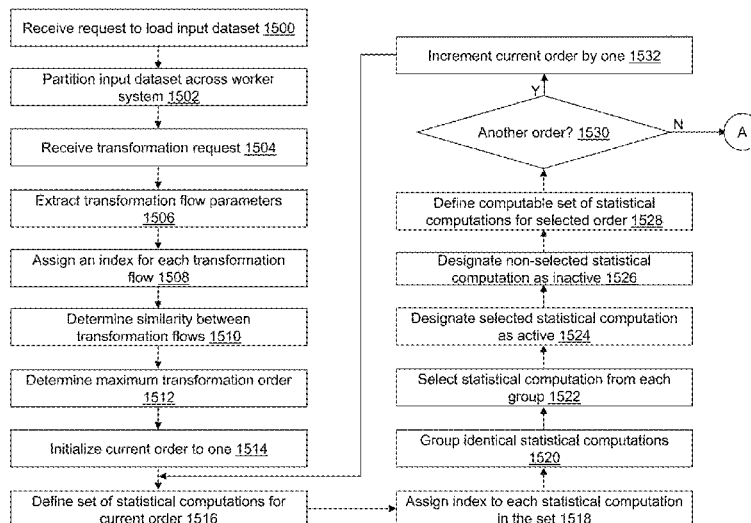 Receive request to load input dataset 1500
Partition input dataset across worker
system 1502
Receive transformation request 1504
Extract transformation flow parameters
1506
Assign an index for each transformation
flow 1508
Determine similarity between
transformation flows 1510
Determine maximum transformation order
1512
Initialize current order to one 1514
Define set of statistical computations for
current order 1516
Assign index to each statistical computation
in the set 1518
Group identical statistical computations
1520
Select statistical computation from each
group 1522
Designate selected statistical computation
as active 1524
Designate non-selected statistical
computation as inactive 1526
Define computable set of statistical
computations for selected order 1528
Another order? 1530
N
A
Y
Increment current order by one 1532